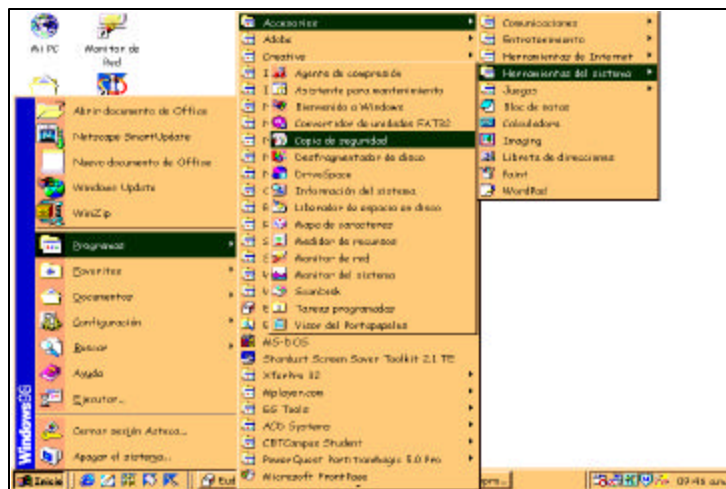 Mi PC
Monitor de Red
Abrir documento de Office
Netscape SmartUpdate
Nuevo documento de Office
Windows Update
WinZip
Programas
Favoritos
Documentos
Configuración
Buscar
Ayuda
Ejecutar...
Cerrar sesión Azteca...
Apagar el sistema...
Windows98
Accesorios
Adobe
Creative
MS-DOS
Stardust Screen Saver Toolkit 2.1 TE
XTerpro 32
Mplayer.com
GG Tools
ACD Systems
CBTCampus Student
PowerQuest PartitionMagic 5.0 Pro
Microsoft FrontPage
Agente de compresión
Asistente para mantenimiento
Bienvenido a Windows
Convertidor de unidades FAT32
Copia de seguridad
Desfragmentador de disco
DriveSpace
Información del sistema
Liberador de espacio en disco
Mapa de caracteres
Medidor de recursos
Monitor de red
Monitor del sistema
Scandisk
Tareas programadas
Visor del Portapapeles
Comunicaciones
Entretenimiento
Herramientas de Internet
Herramientas del sistema
Juegos
Bloc de notas
Calculadora
Imaging
Libreta de direcciones
Paint
WordPad
Inicio
09:46 a.m.